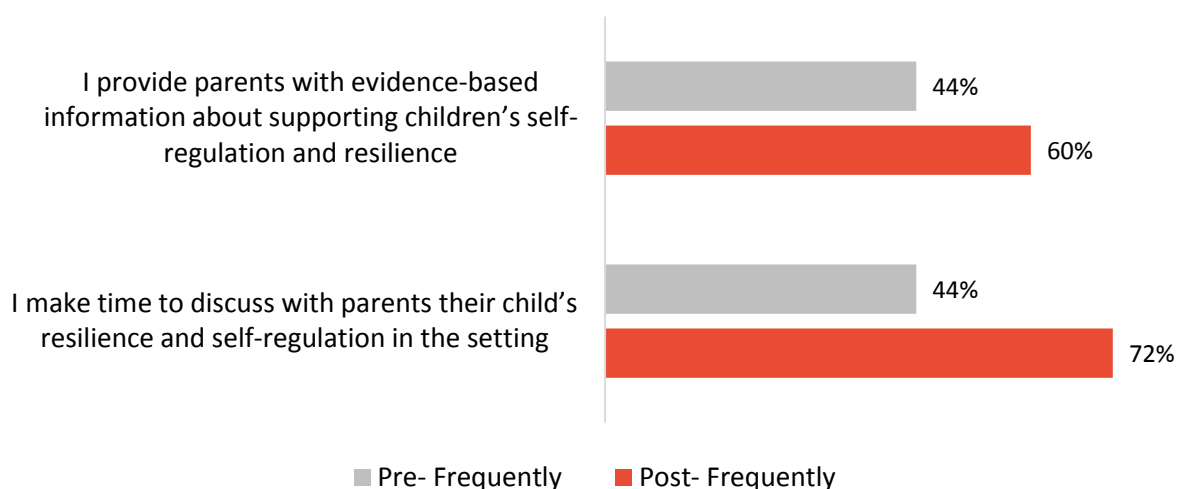 I provide parents with evidence-based
information about supporting children’s self-
regulation and resilience
44%
60%
I make time to discuss with parents their child’s
resilience and self-regulation in the setting
44%
72%
Pre- Frequently
Post- Frequently